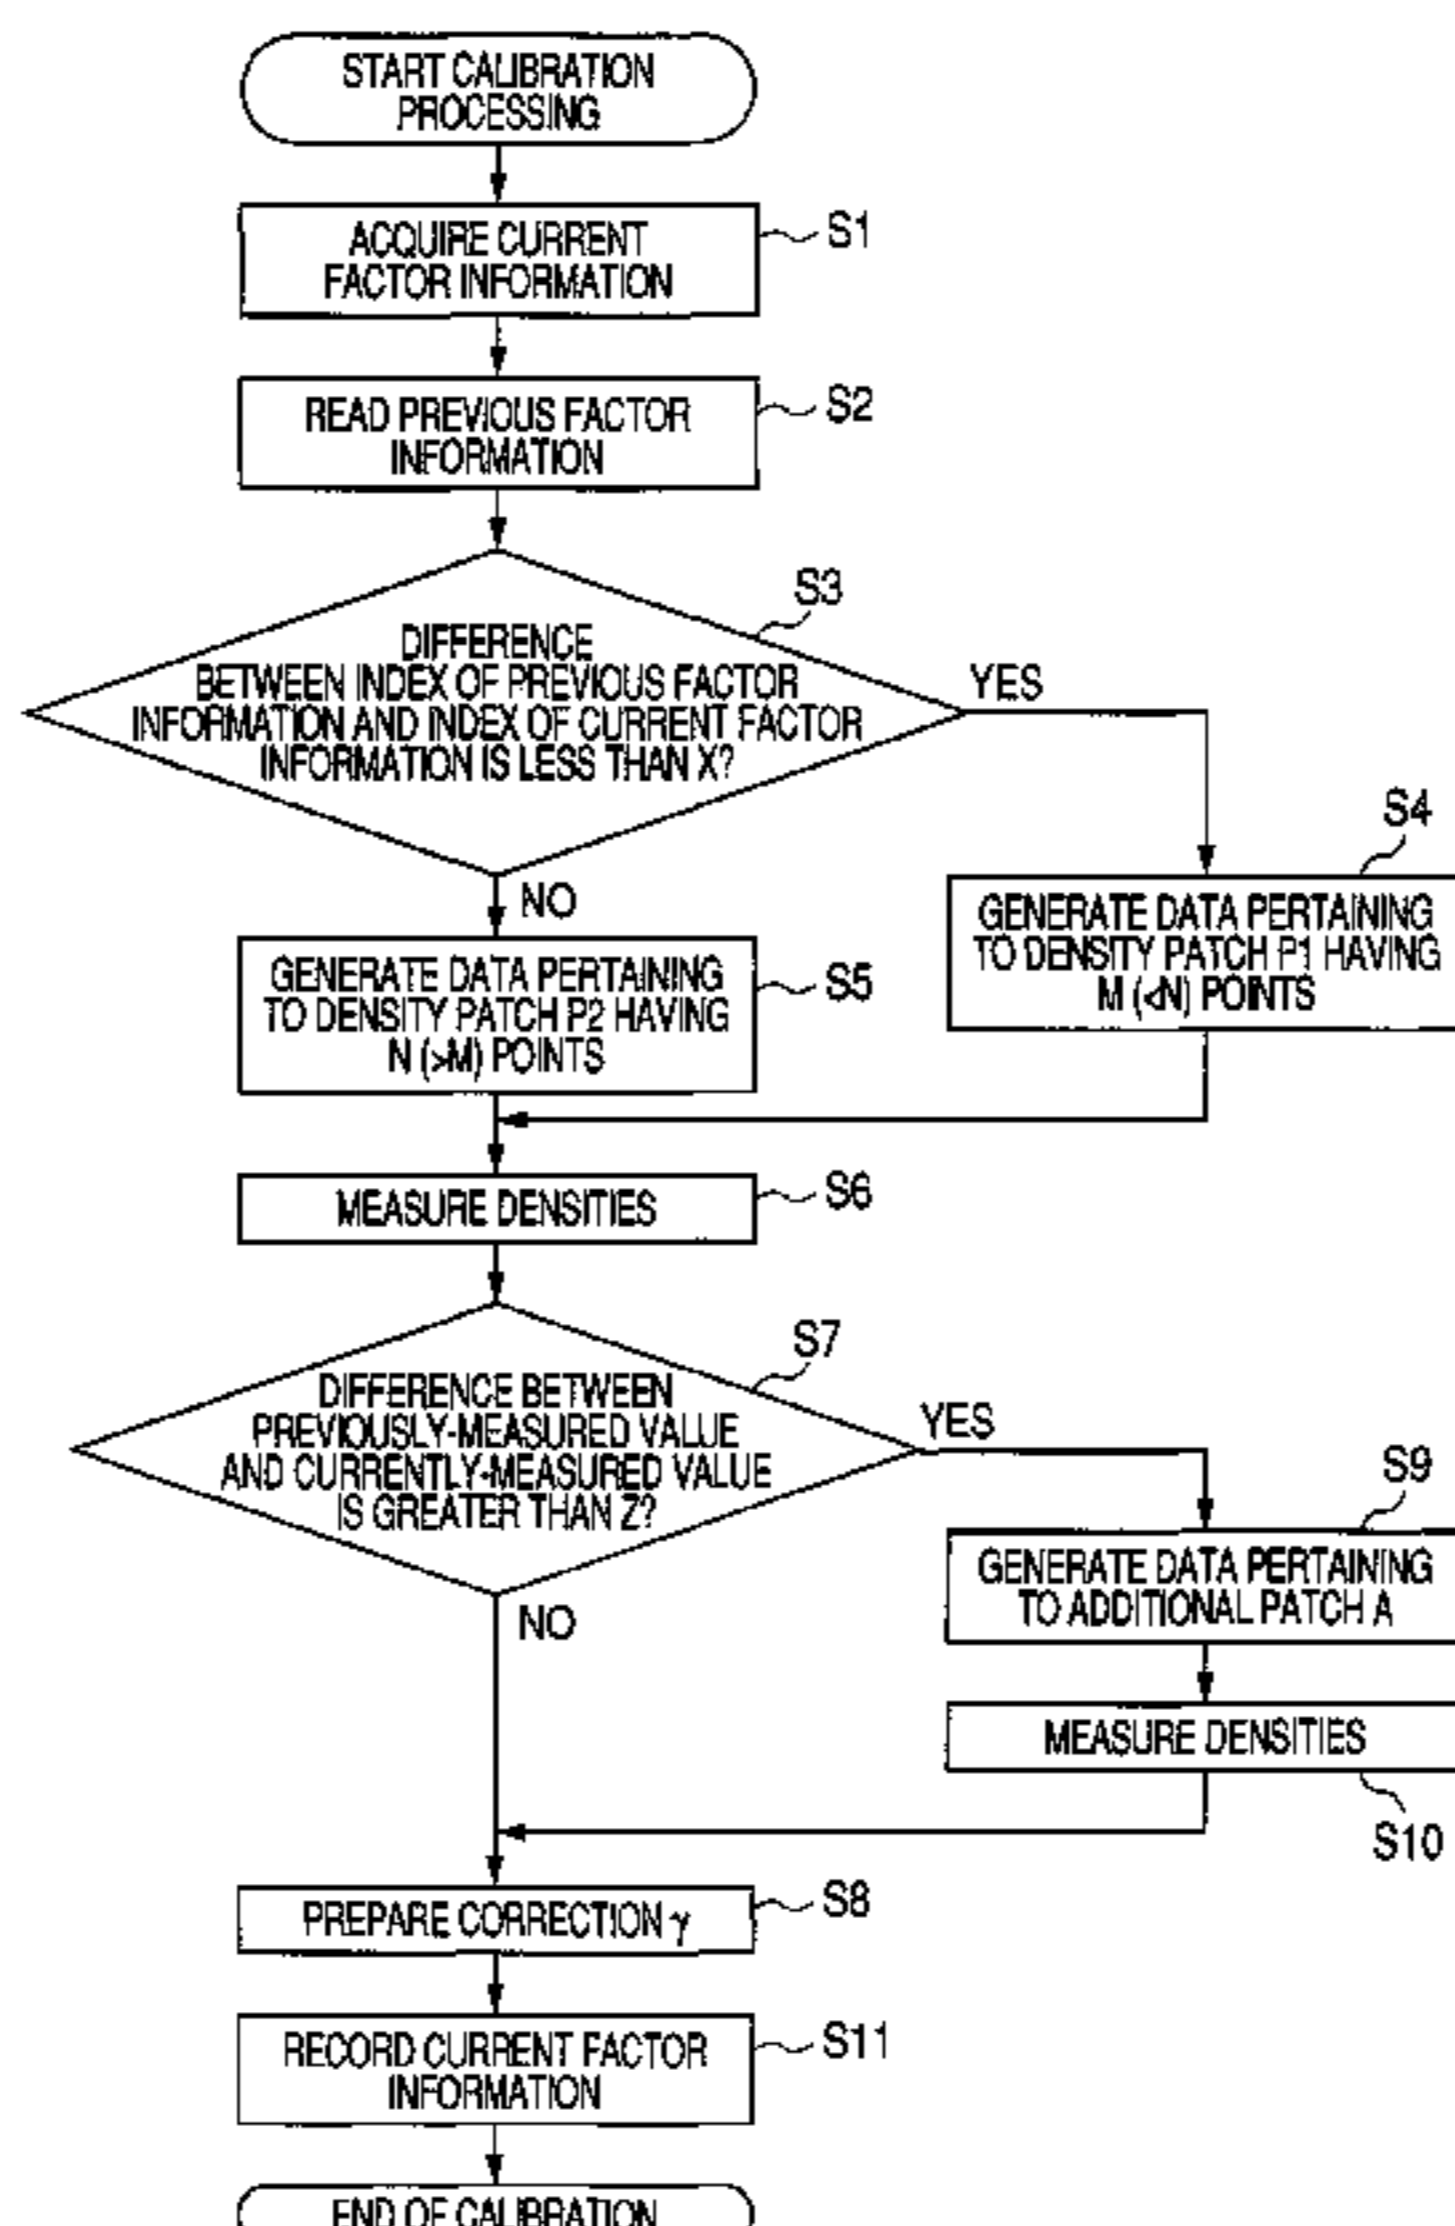 START CALIBRATION
PROCESSING
ACQUIRE CURRENT
FACTOR INFORMATION
S1
READ PREVIOUS FACTOR
INFORMATION
S2
DIFFERENCE
BETWEEN INDEX OF PREVIOUS FACTOR
INFORMATION AND INDEX OF CURRENT FACTOR
INFORMATION IS LESS THAN X?
S3
YES
NO
S4
GENERATE DATA PERTAINING
TO DENSITY PATCH P1 HAVING
M (<N) POINTS
GENERATE DATA PERTAINING
TO DENSITY PATCH P2 HAVING
N (>M) POINTS
S5
MEASURE DENSITIES
S6
DIFFERENCE BETWEEN
PREVIOUSLY-MEASURED VALUE
AND CURRENTLY-MEASURED VALUE
IS GREATER THAN Z?
S7
YES
NO
S9
GENERATE DATA PERTAINING
TO ADDITIONAL PATCH A
MEASURE DENSITIES
S10
PREPARE CORRECTION γ
S8
RECORD CURRENT FACTOR
INFORMATION
S11
END OF CALIBRATION